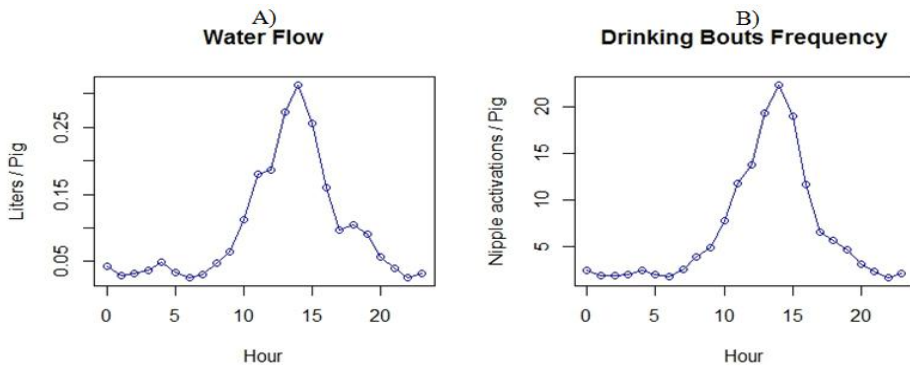 A)
Water Flow
Liters / Pig
0.05
0.15
0.25
0
5
10
15
20
Hour
B)
Drinking Bouts Frequency
Nipple activations / Pig
5
10
15
20
0
5
10
15
20
Hour